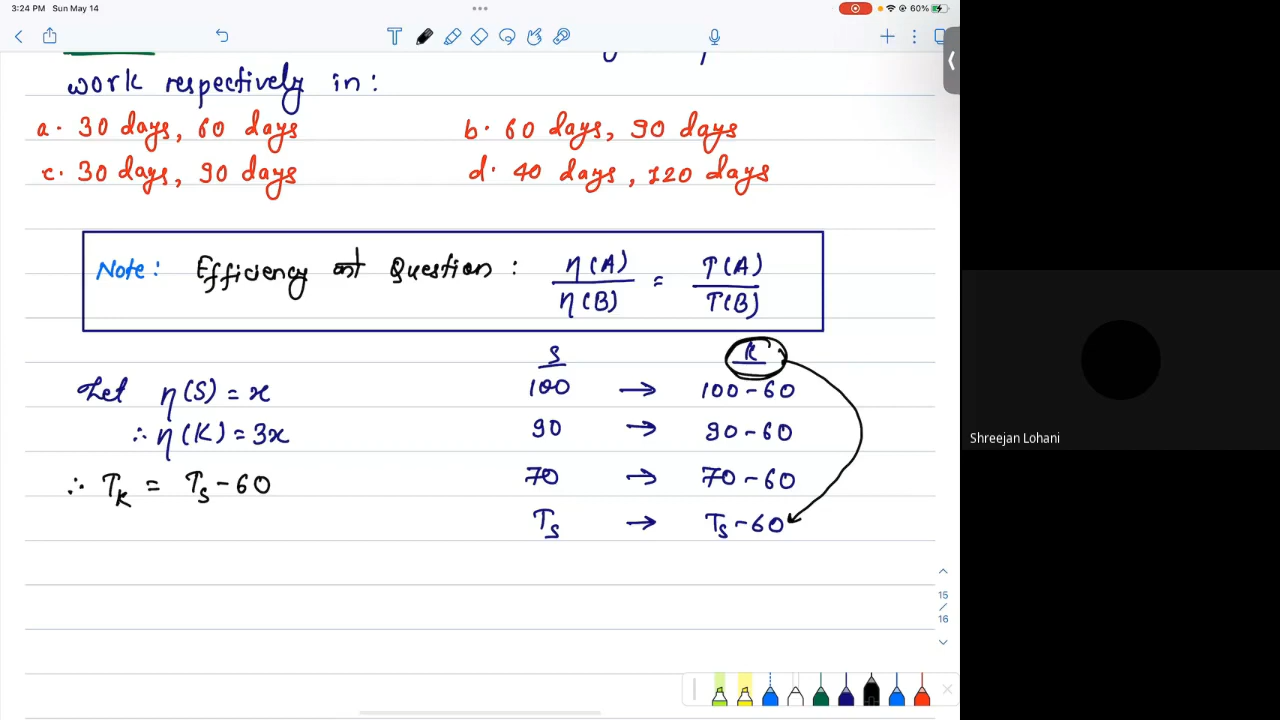 3:24 PM Sun May 14
60%
work respectively in:
a. 30 days, 60 days b. 60 days, 90 days
c. 30 days, 90 days d. 40 days, 120 days
Note: Efficiency Question: η(A)/η(B) = T(A)/T(B)
S K
Let η(S) = x 100 → 100-60
∴ η(K) = 3x 90 → 90-60
∴ T_K = T_S - 60 70 → 70-60
T_S → T_S - 60
Shreejan Lohani
15
/
16